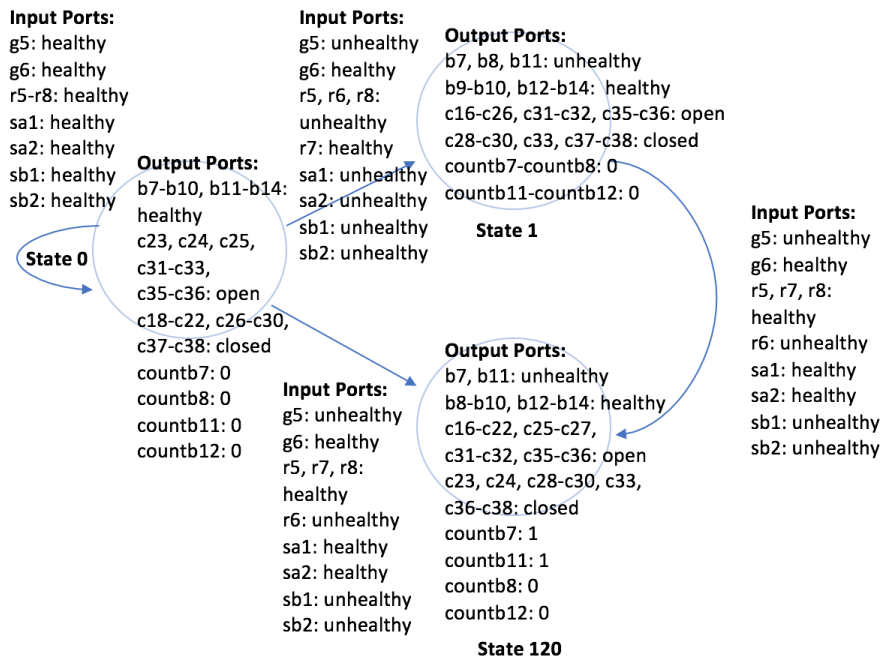 Input Ports:
g5: healthy
g6: healthy
r5-r8: healthy
sa1: healthy
sa2: healthy
sb1: healthy
sb2: healthy
State 0
Output Ports:
b7-b10, b11-b14:
healthy
c23, c24, c25,
c31-c33,
c35-c36: open
c18-c22, c26-c30,
c37-c38: closed
countb7: 0
countb8: 0
countb11: 0
countb12: 0
Input Ports:
g5: unhealthy
g6: healthy
r5, r6, r8:
unhealthy
r7: healthy
sa1: unhealthy
sa2: unhealthy
sb1: unhealthy
sb2: unhealthy
Output Ports:
b7, b8, b11: unhealthy
b9-b10, b12-b14: healthy
c16-c26, c31-c32, c35-c36: open
c28-c30, c33, c37-c38: closed
countb7-countb8: 0
countb11-countb12: 0
State 1
Input Ports:
g5: unhealthy
g6: healthy
r5, r7, r8:
healthy
r6: unhealthy
sa1: healthy
sa2: healthy
sb1: unhealthy
sb2: unhealthy
Input Ports:
g5: unhealthy
g6: healthy
r5, r7, r8:
healthy
r6: unhealthy
sa1: healthy
sa2: healthy
sb1: unhealthy
sb2: unhealthy
Output Ports:
b7, b11: unhealthy
b8-b10, b12-b14: healthy
c16-c22, c25-c27,
c31-c32, c35-c36: open
c23, c24, c28-c30, c33,
c36-c38: closed
countb7: 1
countb11: 1
countb8: 0
countb12: 0
State 120